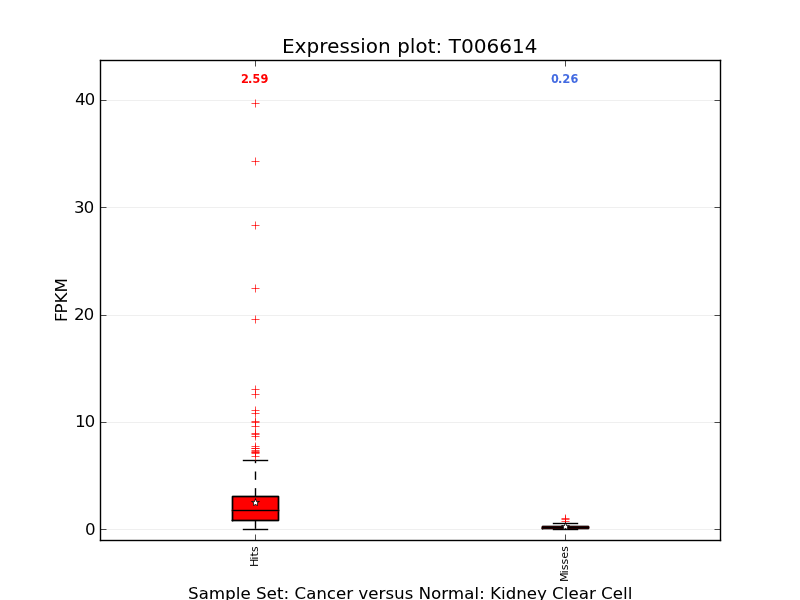 Expression plot: T006614
2.59
0.26
40
30
20
10
0
FPKM
Hits
Misses
Sample Set: Cancer versus Normal: Kidney Clear Cell